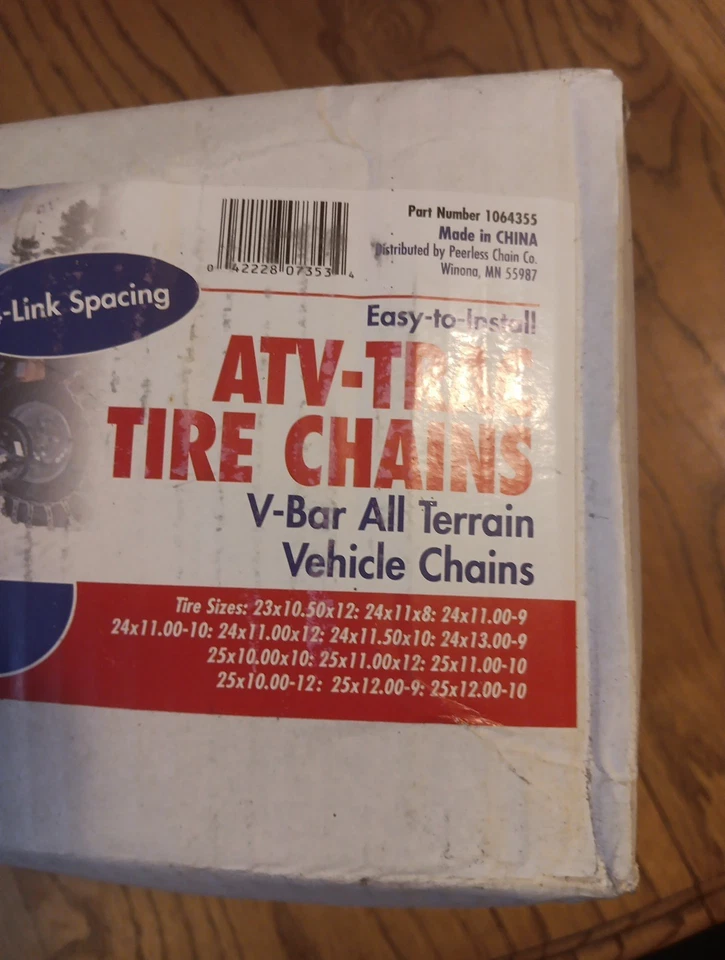 0 42228 07353 4
Part Number 1064355
Made in CHINA
Distributed by Peerless Chain Co.
Winona, MN 55987
-Link Spacing
Easy-to-Install
ATV-TRAC
TIRE CHAINS
V-Bar All Terrain
Vehicle Chains
Tire Sizes: 23x10.50x12: 24x11x8: 24x11.00-9
24x11.00-10: 24x11.00x12: 24x11.50x10: 24x13.00-9
25x10.00x10: 25x11.00x12: 25x11.00-10
25x10.00-12: 25x12.00-9: 25x12.00-10